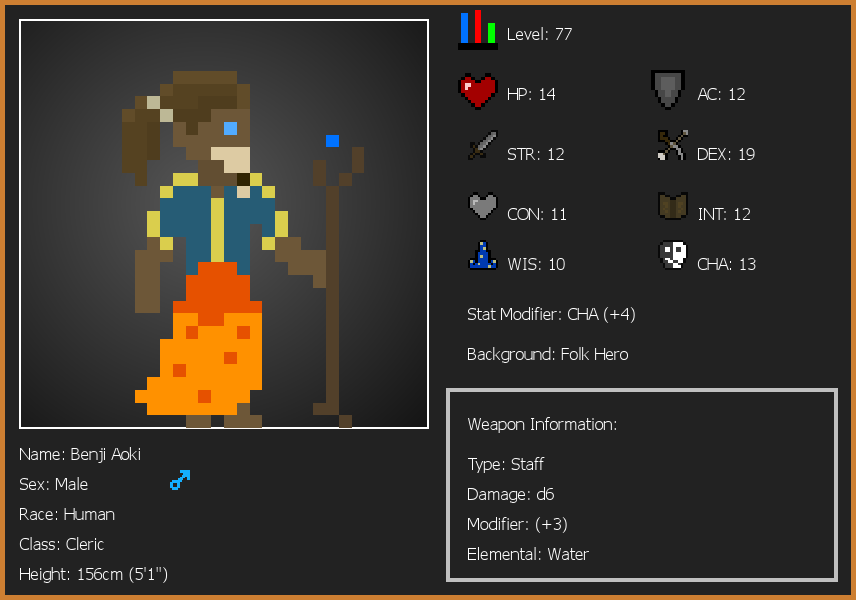 Level: 77
HP: 14
AC: 12
STR: 12
DEX: 19
CON: 11
INT: 12
WIS: 10
CHA: 13
Stat Modifier: CHA (+4)
Background: Folk Hero
Weapon Information:
Type: Staff
Damage: d6
Modifier: (+3)
Elemental: Water
Name: Benji Aoki
Sex: Male
Race: Human
Class: Cleric
Height: 156cm (5'1")